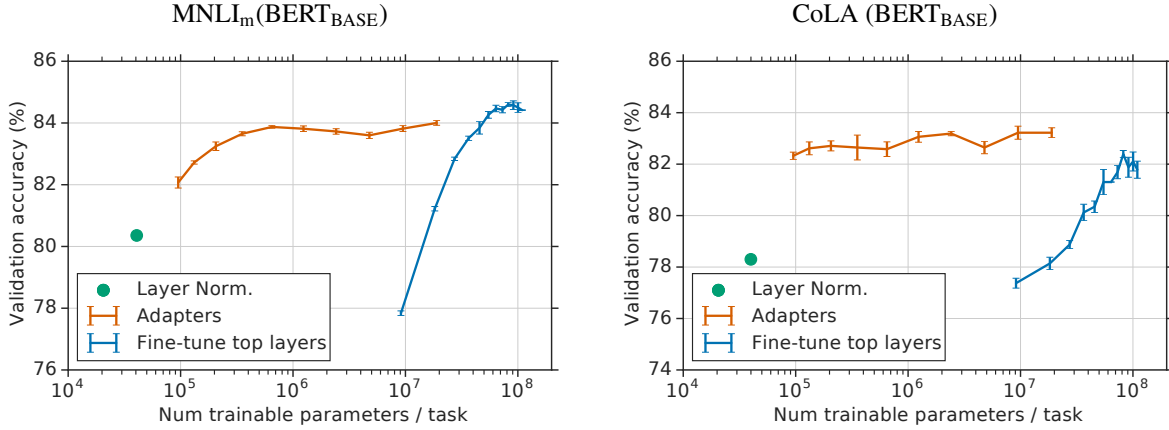 MNLIm(BERTBASE)
86
84
82
80
78
76
Validation accuracy (%)
Layer Norm.
Adapters
Fine-tune top layers
10^4 10^5 10^6 10^7 10^8
Num trainable parameters / task
CoLA (BERTBASE)
86
84
82
80
78
76
74
Validation accuracy (%)
Layer Norm.
Adapters
Fine-tune top layers
10^4 10^5 10^6 10^7 10^8
Num trainable parameters / task